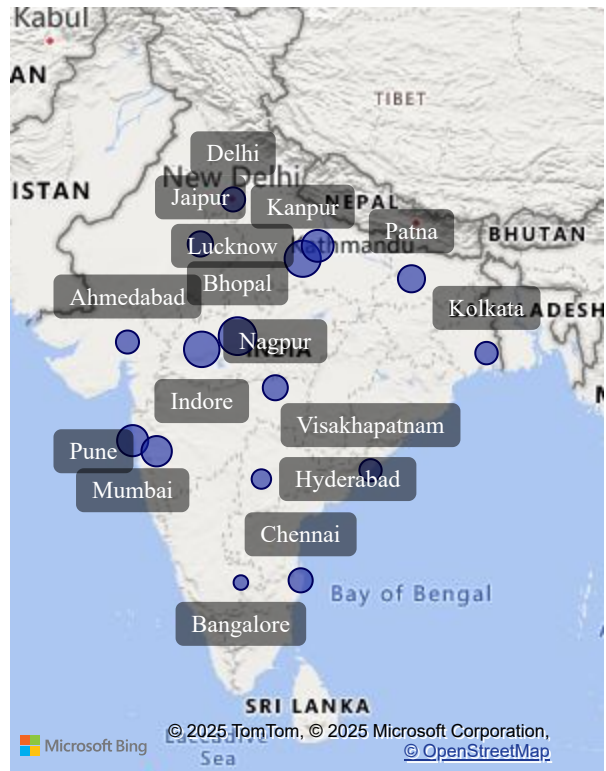 Kabul
AN
TIBET
Delhi
New Delhi
ISTAN
Jaipur
Kanpur
NEPAL
Patna
BHUTAN
Lucknow
Kathmandu
Bhopal
Ahmedabad
Kolkata
ADESH
Nagpur
INDIA
Indore
Visakhapatnam
Pune
Hyderabad
Mumbai
Chennai
Bay of Bengal
Bangalore
SRI LANKA
© 2025 TomTom, © 2025 Microsoft Corporation,
Microsoft Bing
Laccadive
© OpenStreetMap
Sea